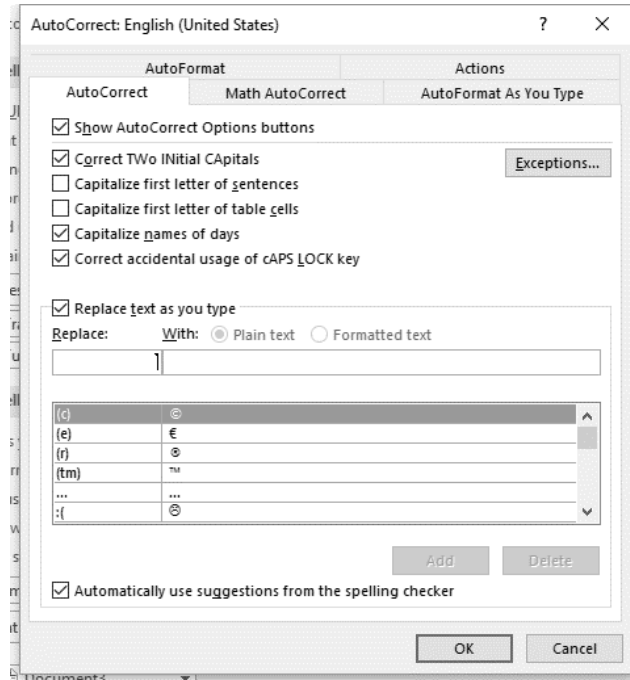 AutoCorrect: English (United States) ? ×
AutoFormat Actions
AutoCorrect Math AutoCorrect AutoFormat As You Type
Show AutoCorrect Options buttons
Correct TWo INitial CApitals Exceptions...
Capitalize first letter of sentences
Capitalize first letter of table cells
Capitalize names of days
Correct accidental usage of cAPS LOCK key
Replace text as you type
Replace: With: Plain text Formatted text
(c) ©
(e) €
(r) ®
(tm) ™
... …
:( ☹
Add Delete
Automatically use suggestions from the spelling checker
OK Cancel
Document3